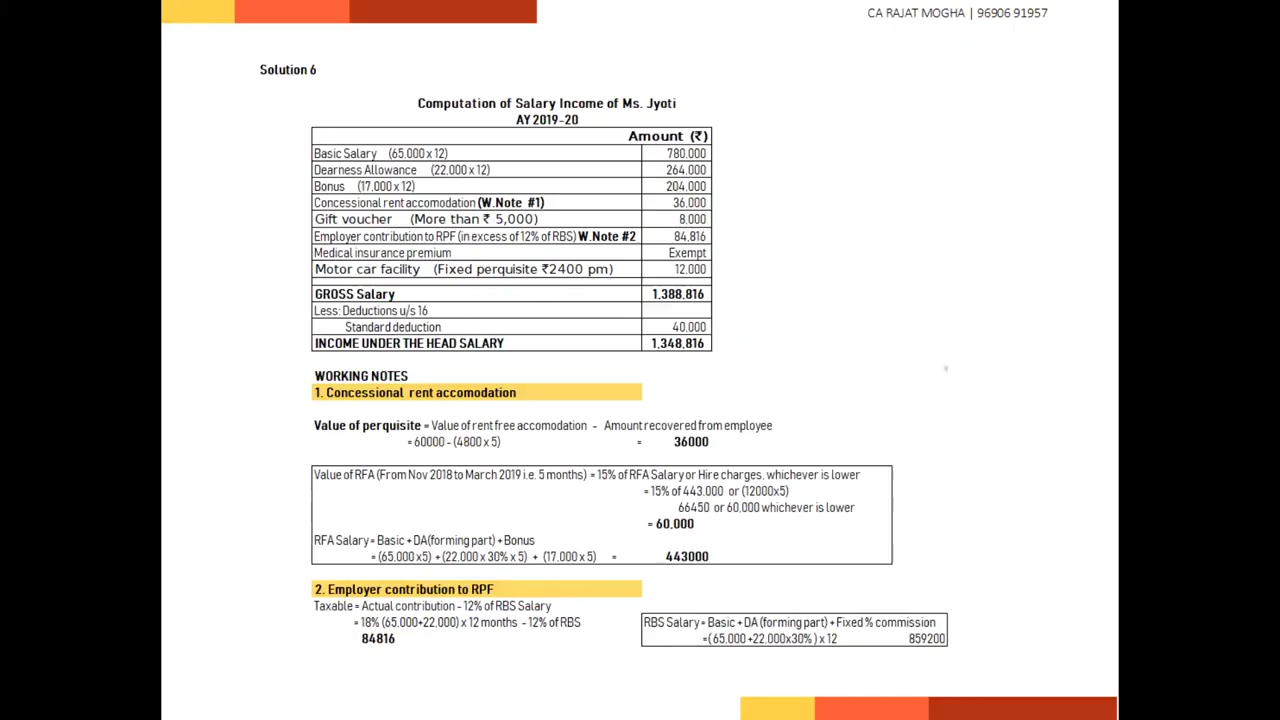 CA RAJAT MOGHA | 96906 91957
Solution 6
Computation of Salary Income of Ms. Jyoti
AY 2019-20
Amount (₹)
Basic Salary (65,000 x 12) 780,000
Dearness Allowance (22,000 x 12) 264,000
Bonus (17,000 x 12) 204,000
Concessional rent accomodation (W.Note #1) 36,000
Gift voucher (More than ₹ 5,000) 8,000
Employer contribution to RPF (in excess of 12% of RBS) W.Note #2 84,816
Medical insurance premium Exempt
Motor car facility (Fixed perquisite ₹2400 pm) 12,000
GROSS Salary 1,388,816
Less: Deductions u/s 16
Standard deduction 40,000
INCOME UNDER THE HEAD SALARY 1,348,816
WORKING NOTES
1. Concessional rent accomodation
Value of perquisite = Value of rent free accomodation - Amount recovered from employee
= 60000 - (4800 x 5) = 36000
Value of RFA (From Nov 2018 to March 2019 i.e. 5 months) = 15% of RFA Salary or Hire charges, whichever is lower
= 15% of 443,000 or (12000x5)
66450 or 60,000 whichever is lower
= 60,000
RFA Salary = Basic + DA(forming part) + Bonus
= (65,000 x5) + (22,000 x 30% x 5) + (17,000 x 5) = 443000
2. Employer contribution to RPF
Taxable = Actual contribution - 12% of RBS Salary
= 18% (65,000+22,000) x 12 months - 12% of RBS
84816
RBS Salary = Basic + DA (forming part) + Fixed % commission
=(65,000 +22,000x30%) x 12 859200